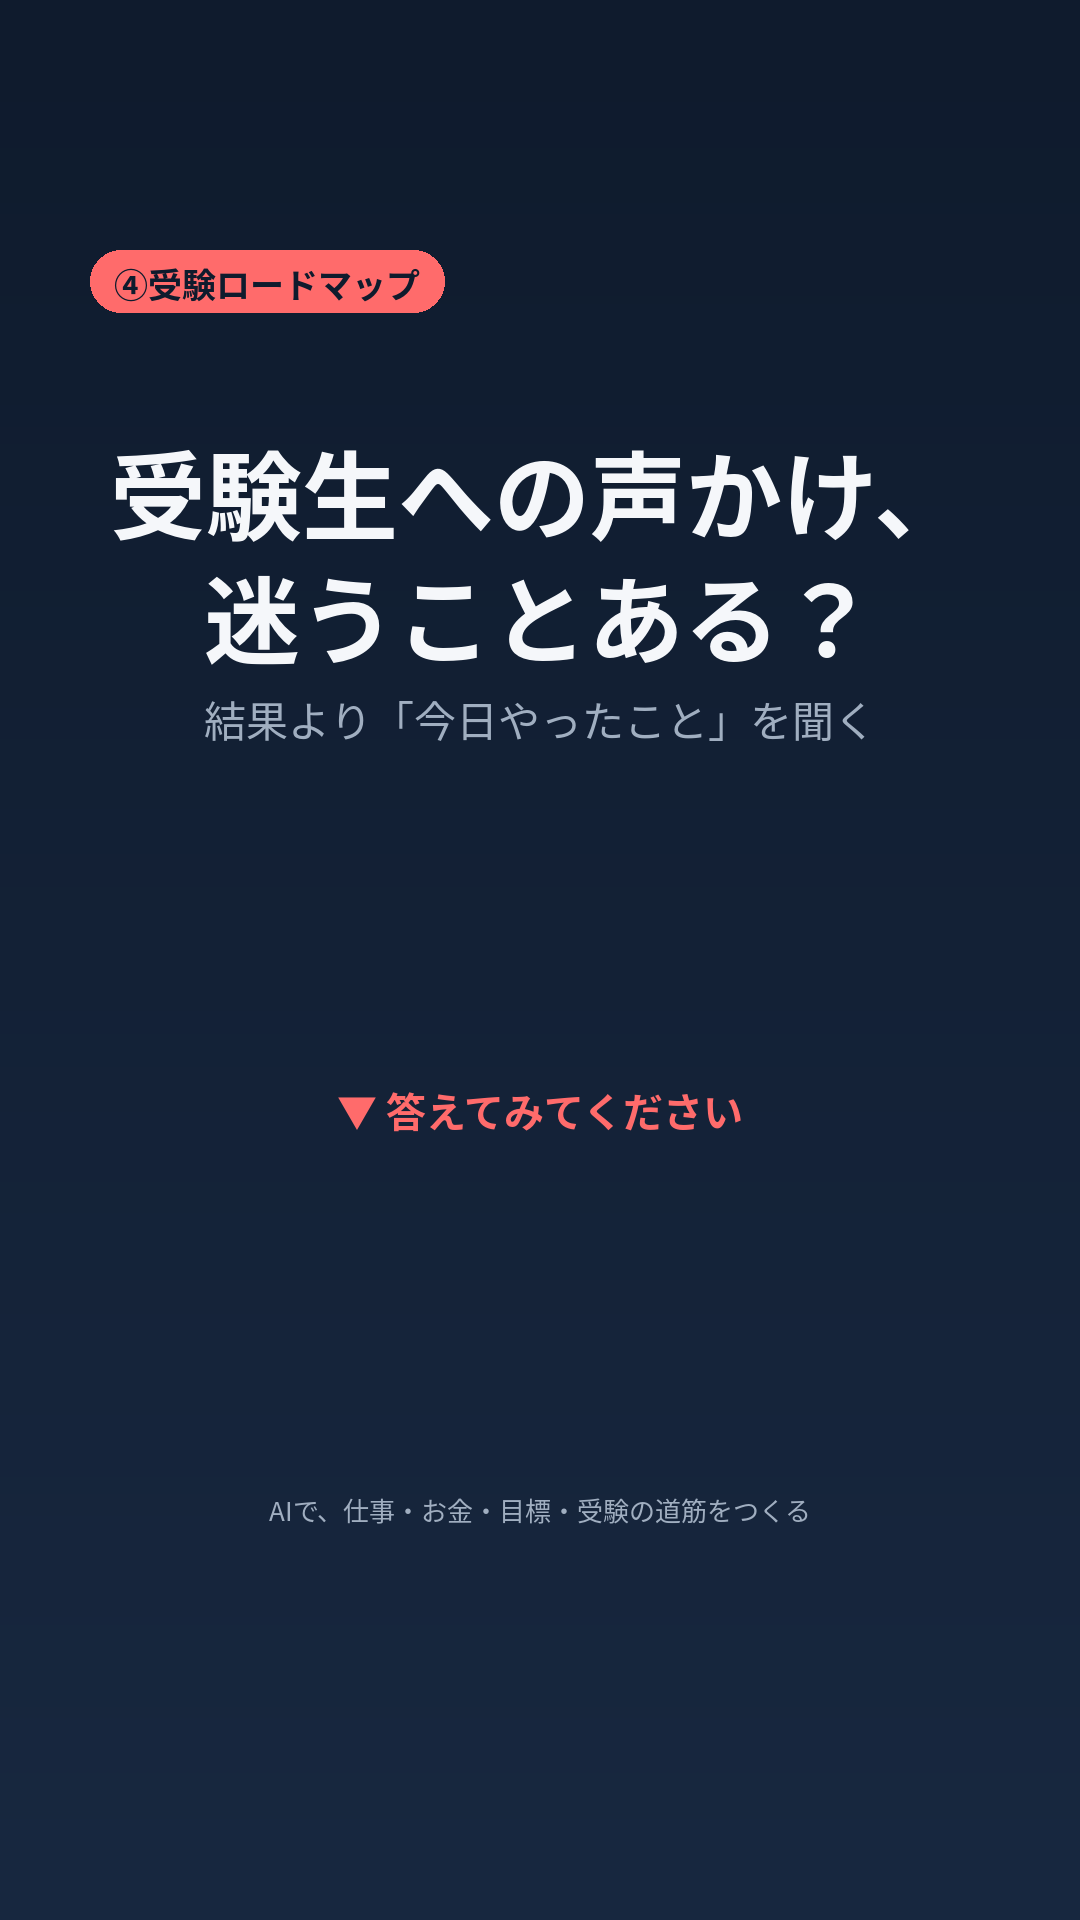 ④受験ロードマップ
受験生への声かけ、
迷うことある？
結果より「今日やったこと」を聞く
▼ 答えてみてください
AIで、仕事・お金・目標・受験の道筋をつくる